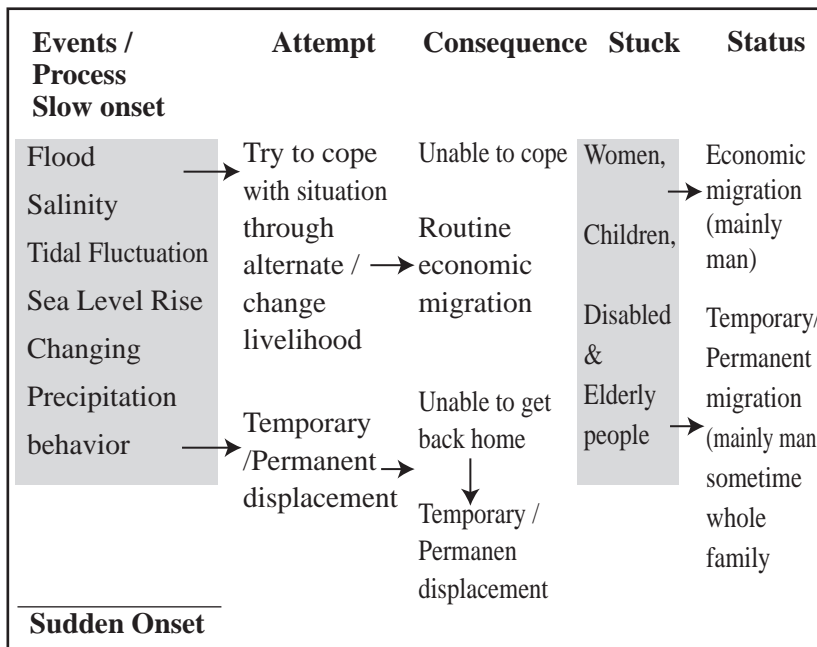 Events /
Process
Slow onset
Attempt
Consequence
Stuck
Status
Flood
Salinity
Tidal Fluctuation
Sea Level Rise
Changing
Precipitation
behavior
Try to cope
with situation
through
alternate /
change
livelihood
Temporary
/Permanent
displacement
Unable to cope
Routine
economic
migration
Unable to get
back home
Temporary /
Permanen
displacement
Women,
Children,
Disabled
&
Elderly
people
Economic
migration
(mainly
man)
Temporary/
Permanent
migration
(mainly man
sometime
whole
family
Sudden Onset